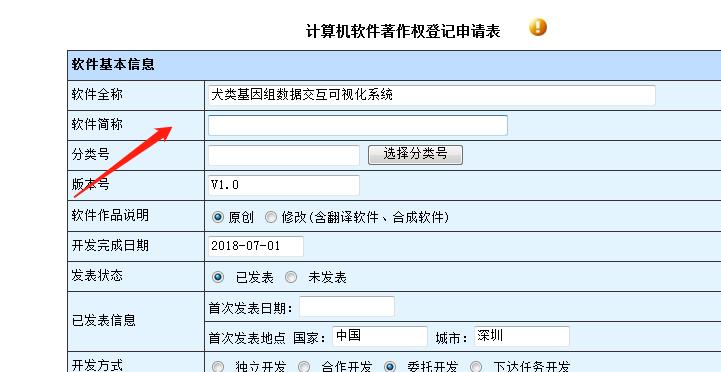 计算机软件著作权登记申请表
软件基本信息
软件全称 犬类基因组数据交互可视化系统
软件简称
分类号 选择分类号
版本号 V1.0
软件作品说明 原创 修改(含翻译软件、合成软件)
开发完成日期 2018-07-01
发表状态 已发表 未发表
已发表信息 首次发表日期:
首次发表地点 国家: 中国 城市: 深圳
开发方式 独立开发 合作开发 委托开发 下达任务开发